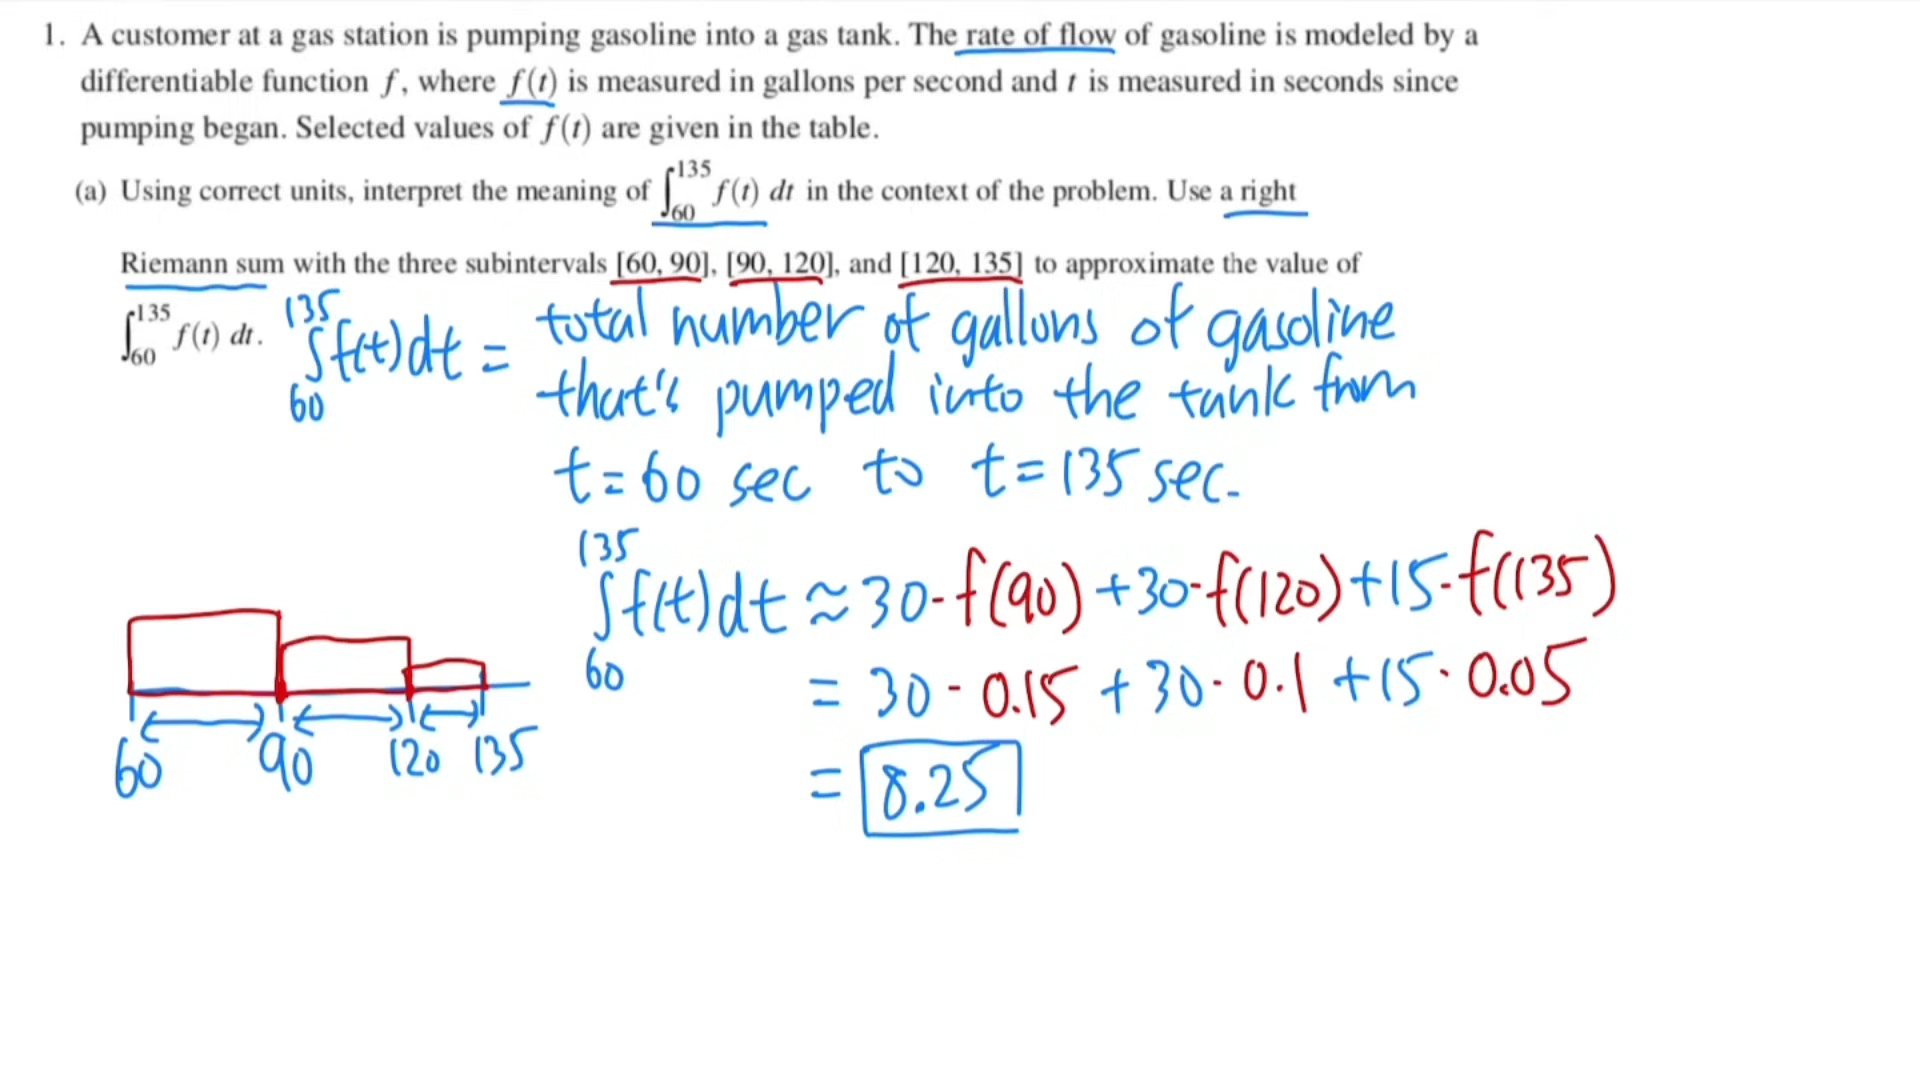 1. A customer at a gas station is pumping gasoline into a gas tank. The rate of flow of gasoline is modeled by a
differentiable function f, where f(t) is measured in gallons per second and t is measured in seconds since
pumping began. Selected values of f(t) are given in the table.
(a) Using correct units, interpret the meaning of ∫_60^135 f(t) dt in the context of the problem. Use a right
Riemann sum with the three subintervals [60, 90], [90, 120], and [120, 135] to approximate the value of
∫_60^135 f(t) dt.
∫_60^135 f(t)dt = total number of gallons of gasoline
that's pumped into the tank from
t=60 sec to t=135 sec.
∫_60^135 f(t)dt ≈ 30·f(90)+30·f(120)+15·f(135)
= 30·0.15+30·0.1+15·0.05
= 8.25
60 90 120 135